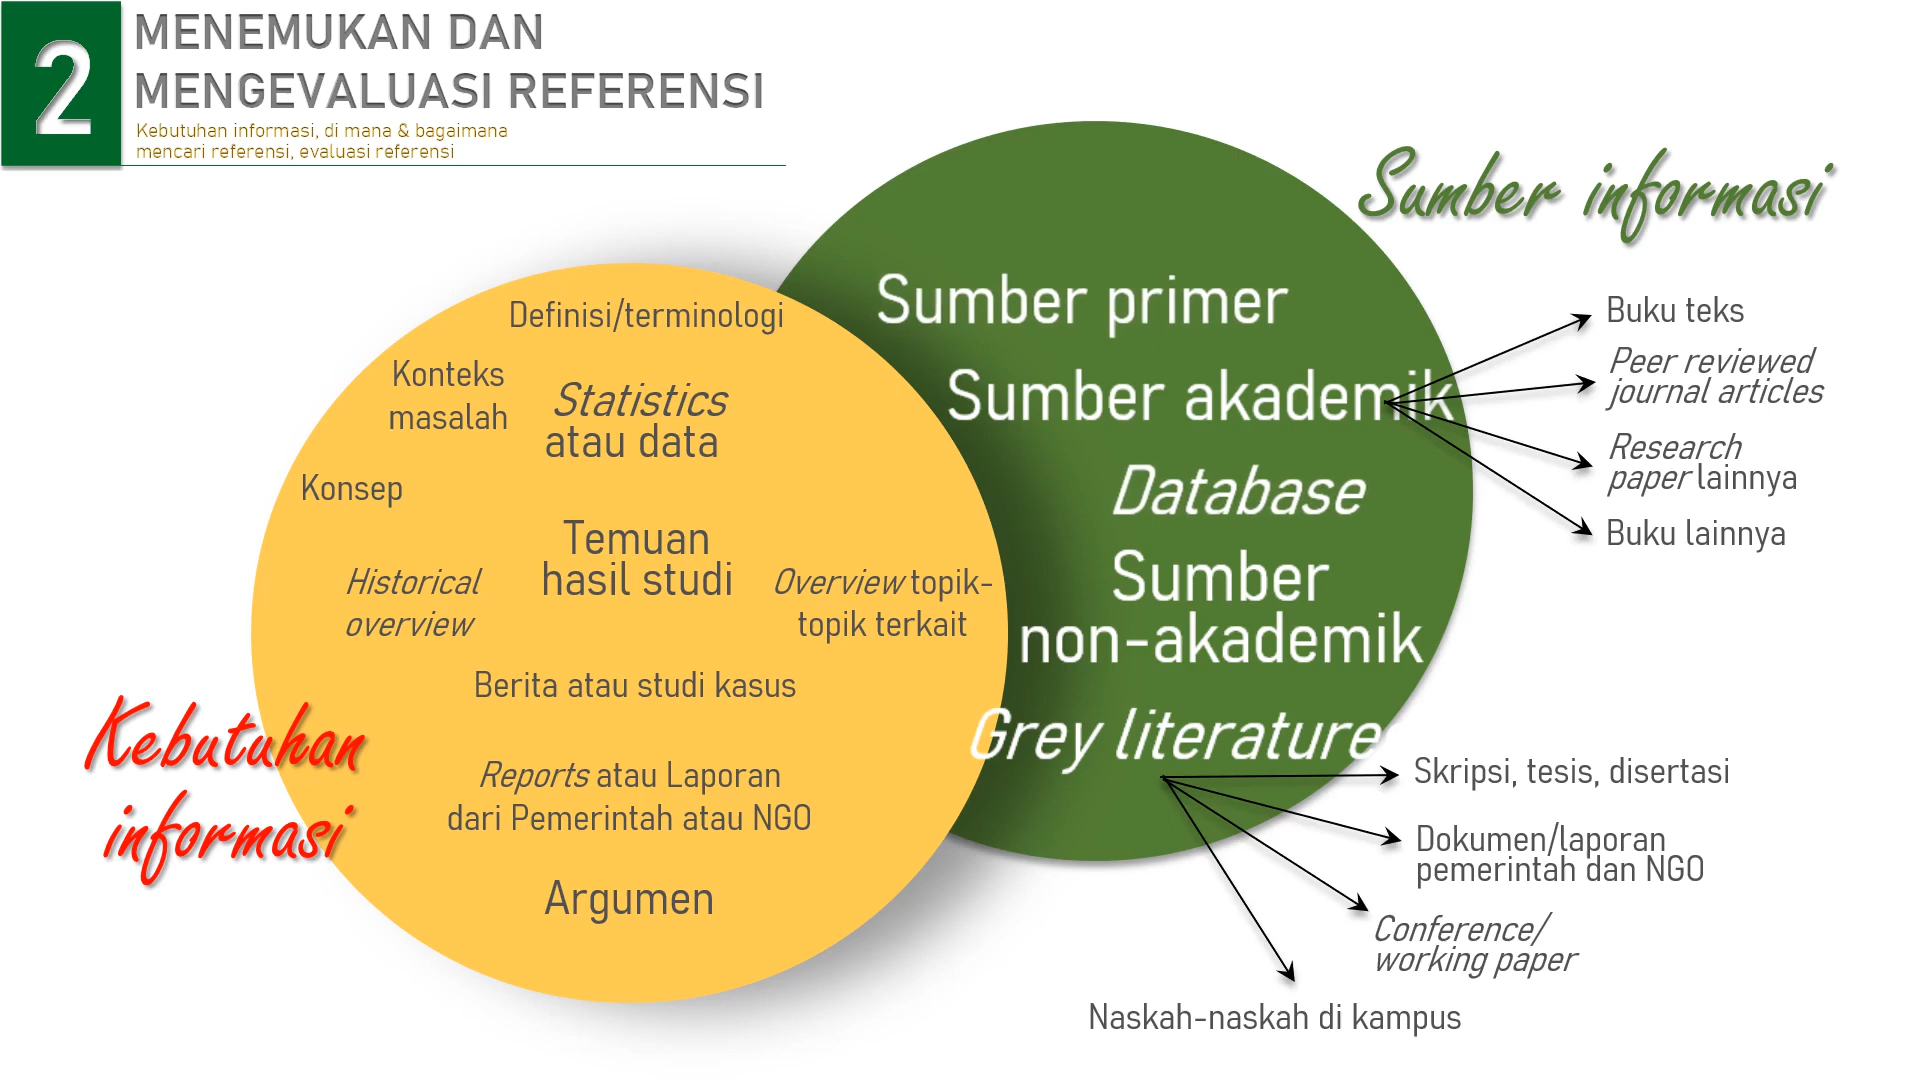 2
MENEMUKAN DAN
MENGEVALUASI REFERENSI
Kebutuhan informasi, di mana & bagaimana
mencari referensi, evaluasi referensi
Kebutuhan
informasi
Definisi/terminologi
Konteks
masalah
Statistics
atau data
Konsep
Temuan
hasil studi
Historical
overview
Overview topik-
topik terkait
Berita atau studi kasus
Reports atau Laporan
dari Pemerintah atau NGO
Argumen
Sumber informasi
Sumber primer
Sumber akademik
Buku teks
Peer reviewed
journal articles
Research
paper lainnya
Buku lainnya
Database
Sumber
non-akademik
Grey literature
Skripsi, tesis, disertasi
Dokumen/laporan
pemerintah dan NGO
Conference/
working paper
Naskah-naskah di kampus